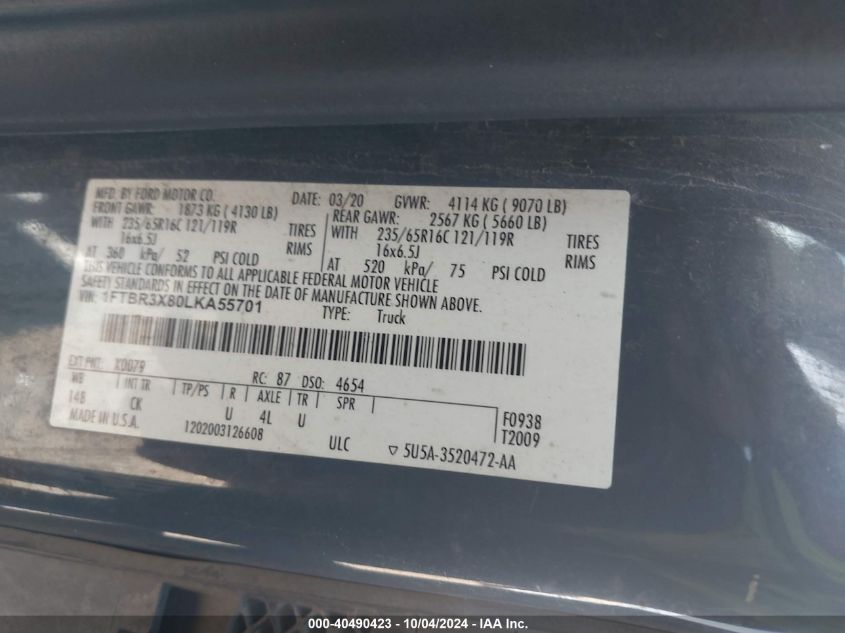 MFD. BY FORD MOTOR CO. DATE: 03/20 GVWR: 4114 KG ( 9070 LB)
FRONT GAWR: 1873 KG ( 4130 LB) REAR GAWR: 2567 KG ( 5660 LB)
WITH 235/65R16C 121/119R TIRES WITH 235/65R16C 121/119R TIRES
16x6.5J RIMS 16x6.5J RIMS
AT 360 kPa/ 52 PSI COLD AT 520 kPa/ 75 PSI COLD
THIS VEHICLE CONFORMS TO ALL APPLICABLE FEDERAL MOTOR VEHICLE
SAFETY STANDARDS IN EFFECT ON THE DATE OF MANUFACTURE SHOWN ABOVE.
VIN: 1FTBR3X80LKA55701 TYPE: Truck
EXT PNT: X0079 RC: 87 DSO: 4654
WB INT TR TP/PS R AXLE TR SPR F0938
148 CK U 4L U T2009
MADE IN U.S.A. 1202003126608 ULC ▽ 5U5A-3520472-AA
000-40490423 - 10/04/2024 - IAA Inc.